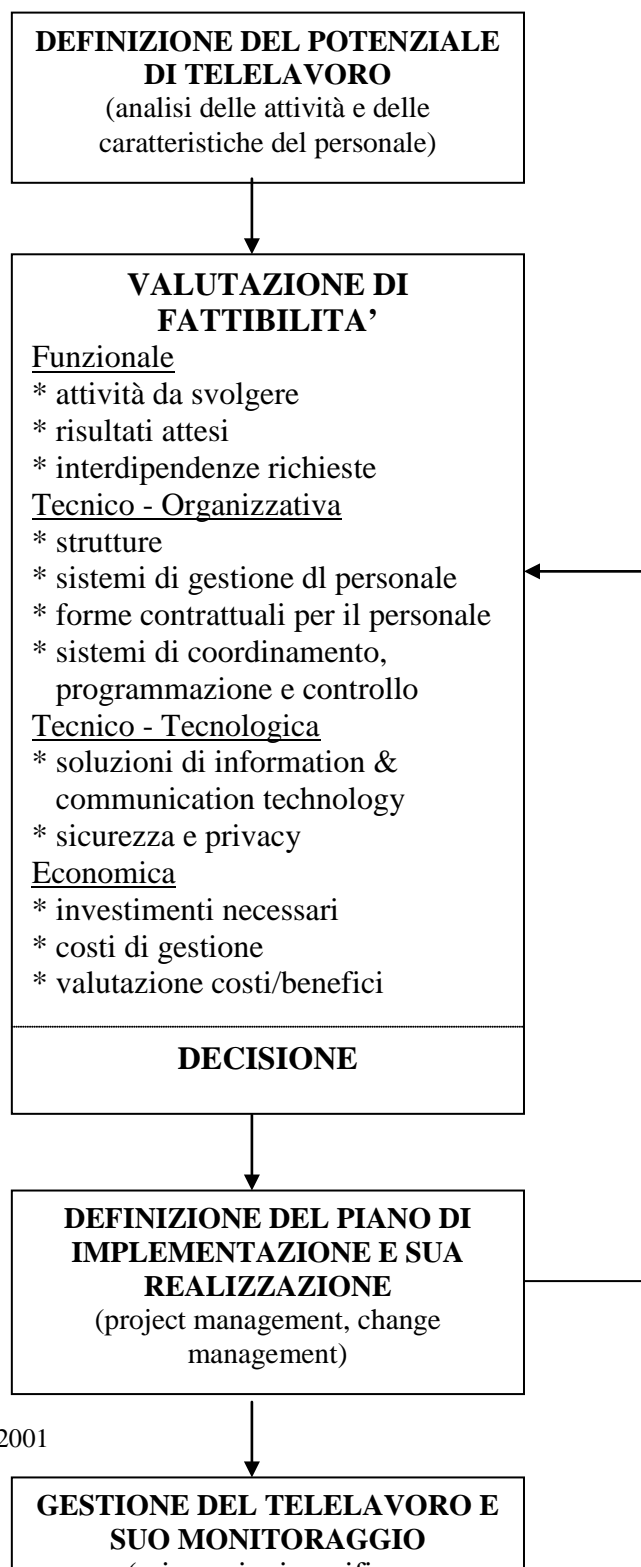 DEFINIZIONE DEL POTENZIALE
DI TELELAVORO
(analisi delle attività e delle
caratteristiche del personale)
VALUTAZIONE DI
FATTIBILITA’
Funzionale
* attività da svolgere
* risultati attesi
* interdipendenze richieste
Tecnico - Organizzativa
* strutture
* sistemi di gestione dl personale
* forme contrattuali per il personale
* sistemi di coordinamento,
programmazione e controllo
Tecnico - Tecnologica
* soluzioni di information &
communication technology
* sicurezza e privacy
Economica
* investimenti necessari
* costi di gestione
* valutazione costi/benefici
DECISIONE
DEFINIZIONE DEL PIANO DI
IMPLEMENTAZIONE E SUA
REALIZZAZIONE
(project management, change
management)
2001
GESTIONE DEL TELELAVORO E
SUO MONITORAGGIO